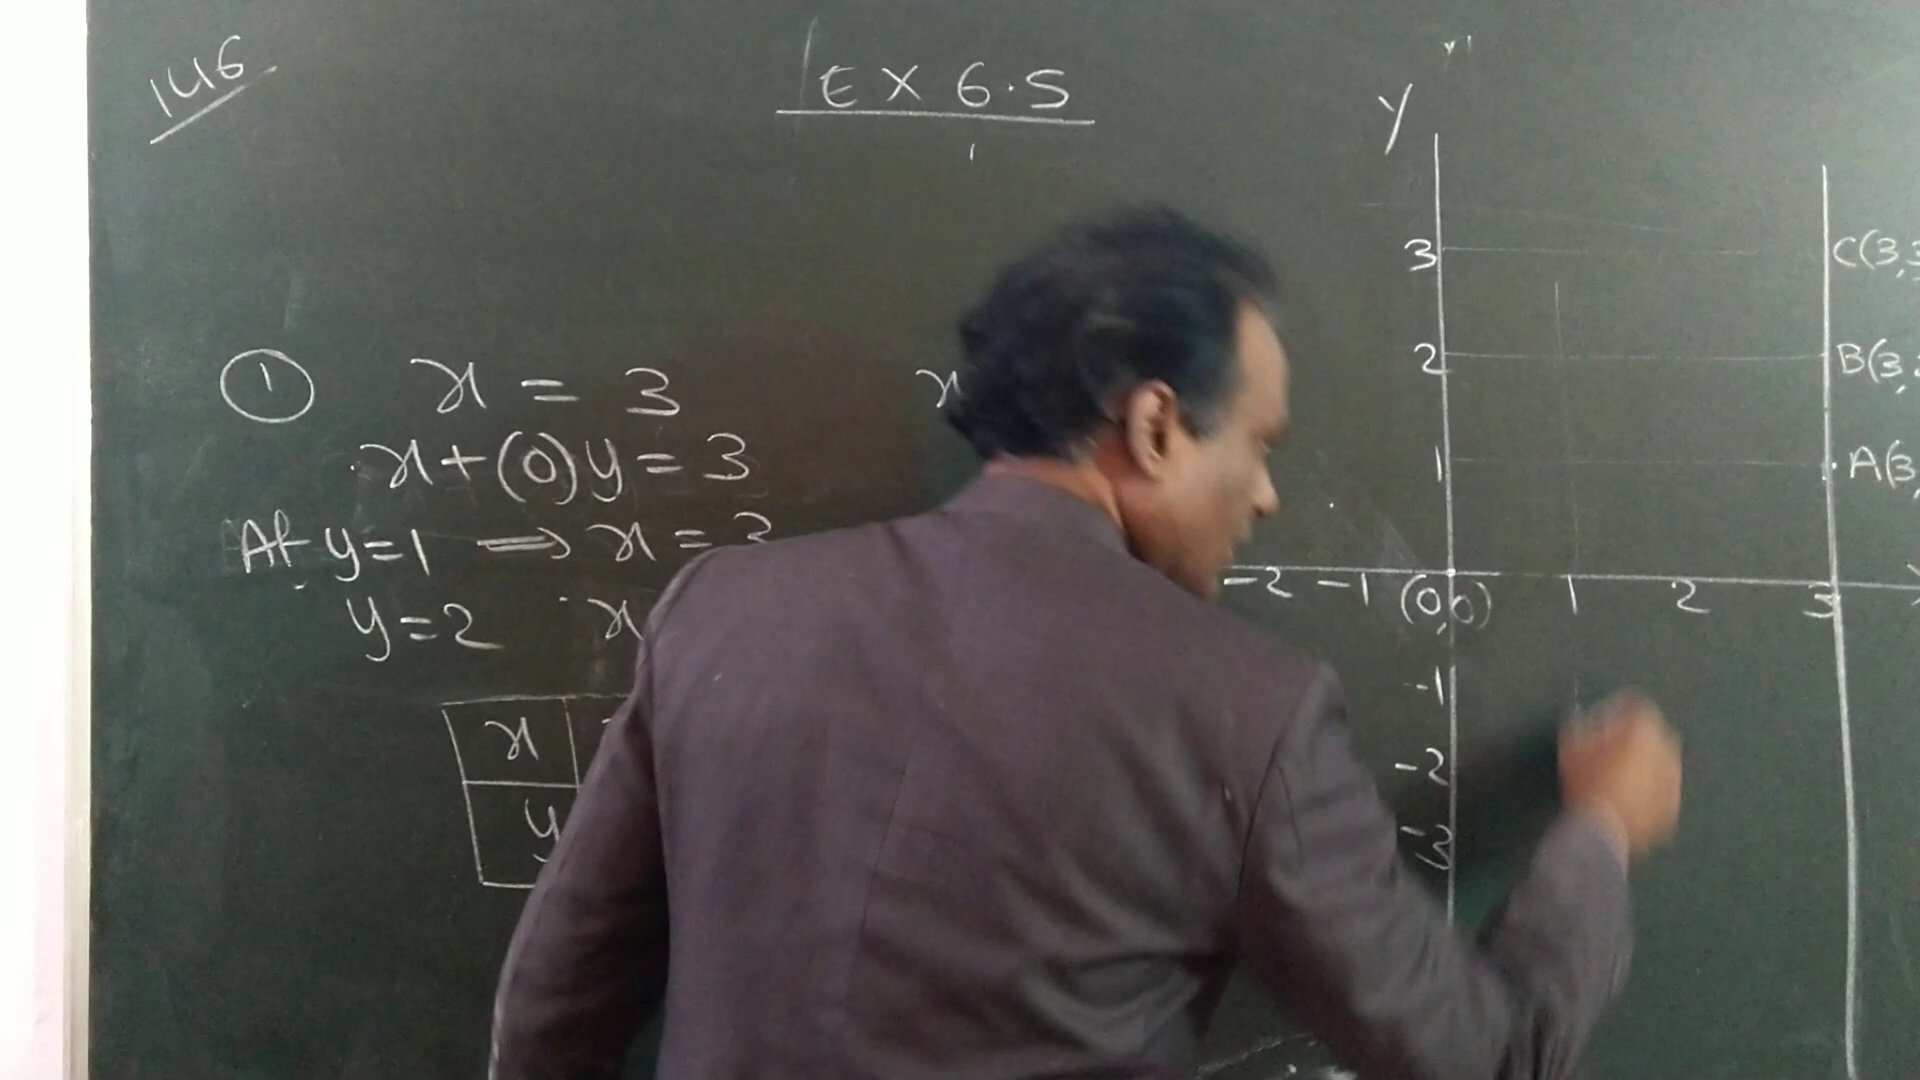 146
EX 6.5
① x = 3
x
x+(0)y=3
At y=1 ⟹ x = 3
y=2 x
x
y
y
3
2
1
C(3,3
B(3,
A(3,
-2 -1 (0,0) 1 2 3
-1
-2